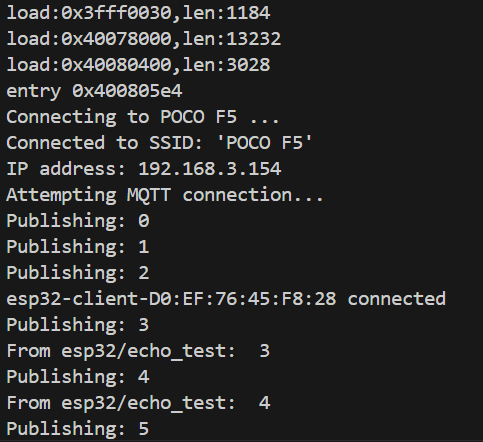 load:0x3fff0030,len:1184
load:0x40078000,len:13232
load:0x40080400,len:3028
entry 0x400805e4
Connecting to POCO F5 ...
Connected to SSID: 'POCO F5'
IP address: 192.168.3.154
Attempting MQTT connection...
Publishing: 0
Publishing: 1
Publishing: 2
esp32-client-D0:EF:76:45:F8:28 connected
Publishing: 3
From esp32/echo_test:  3
Publishing: 4
From esp32/echo_test:  4
Publishing: 5